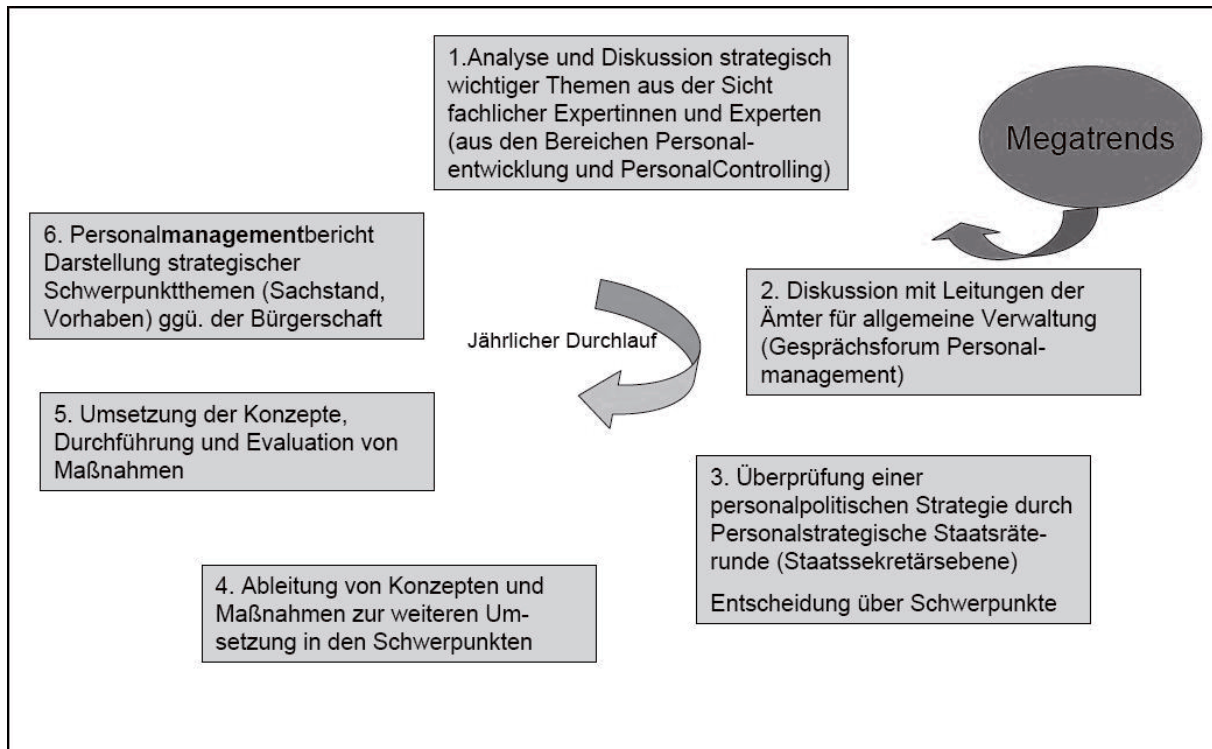 1.Analyse und Diskussion strategisch
wichtiger Themen aus der Sicht
fachlicher Expertinnen und Experten
(aus den Bereichen Personal-
entwicklung und PersonalControlling)
Megatrends
2. Diskussion mit Leitungen der
Ämter für allgemeine Verwaltung
(Gesprächsforum Personal-
management)
3. Überprüfung einer
personalpolitischen Strategie durch
Personalstrategische Staatsräte-
runde (Staatssekretärsebene)
Entscheidung über Schwerpunkte
4. Ableitung von Konzepten und
Maßnahmen zur weiteren Um-
setzung in den Schwerpunkten
5. Umsetzung der Konzepte,
Durchführung und Evaluation von
Maßnahmen
6. Personalmanagementbericht
Darstellung strategischer
Schwerpunktthemen (Sachstand,
Vorhaben) ggü. der Bürgerschaft
Jährlicher Durchlauf